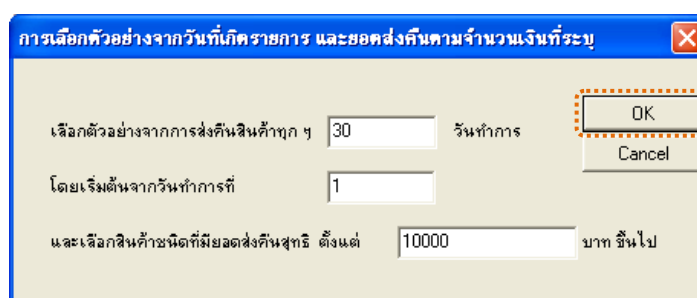 การเลือกตัวอย่างจากวันที่เกิดรายการ และยอดส่งคืนตามจำนวนเงินที่ระบุ
เลือกตัวอย่างจากการส่งคืนสินค้าทุก ๆ 30 วันทำการ
OK
Cancel
โดยเริ่มต้นจากวันทำการที่ 1
และเลือกสินค้าชนิดที่มียอดส่งคืนสุทธิ ตั้งแต่ 10000 บาท ขึ้นไป